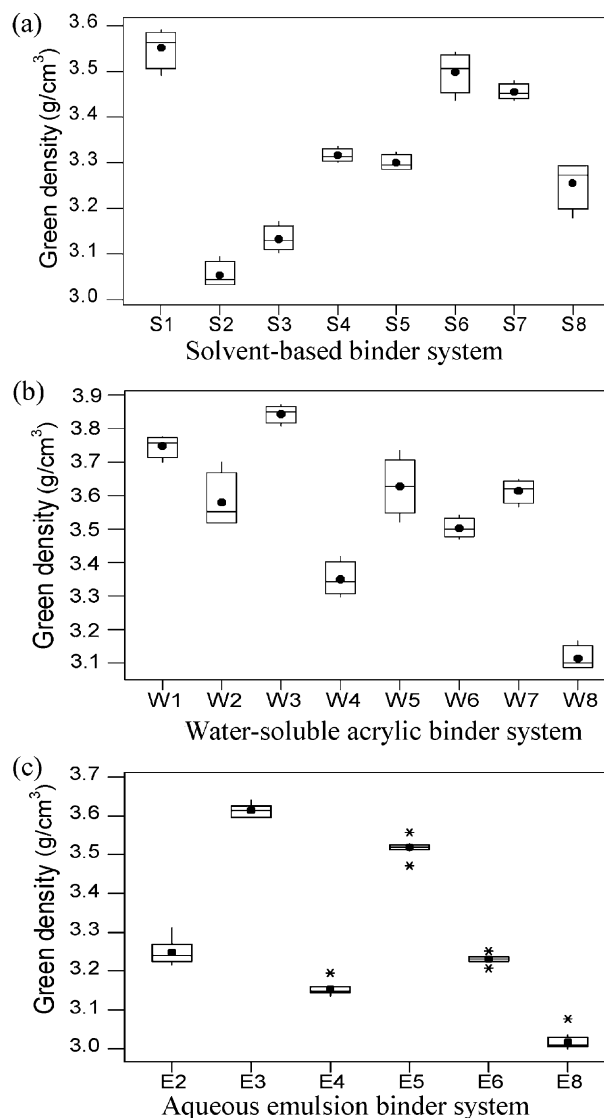 (a)
Green density (g/cm³)
3.6
3.5
3.4
3.3
3.2
3.1
3.0
S1 S2 S3 S4 S5 S6 S7 S8
Solvent-based binder system
(b)
Green density (g/cm³)
3.9
3.8
3.7
3.6
3.5
3.4
3.3
3.2
3.1
W1 W2 W3 W4 W5 W6 W7 W8
Water-soluble acrylic binder system
(c)
Green density (g/cm³)
3.7
3.6
3.5
3.4
3.3
3.2
3.1
3.0
E2 E3 E4 E5 E6 E8
Aqueous emulsion binder system